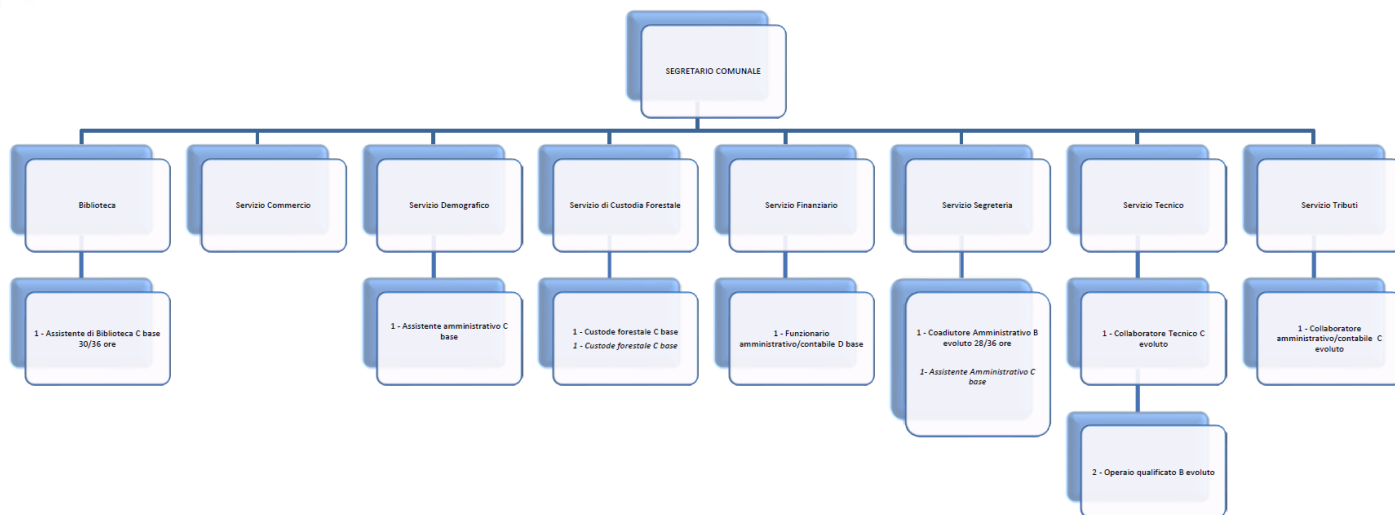 SEGRETARIO COMUNALE
Biblioteca
Servizio Commercio
Servizio Demografico
Servizio di Custodia Forestale
Servizio Finanziario
Servizio Segreteria
Servizio Tecnico
Servizio Tributi
1 - Assistente di Biblioteca C base
30/36 ore
1 - Assistente amministrativo C
base
1 - Custode forestale C base
1 - Custode forestale C base
1 - Funzionario
amministrativo/contabile D base
1 - Coadiutore Amministrativo B
evoluto 28/36 ore
1- Assistente Amministrativo C
base
1 - Collaboratore Tecnico C
evoluto
1 - Collaboratore
amministrativo/contabile C
evoluto
2 - Operaio qualificato B evoluto